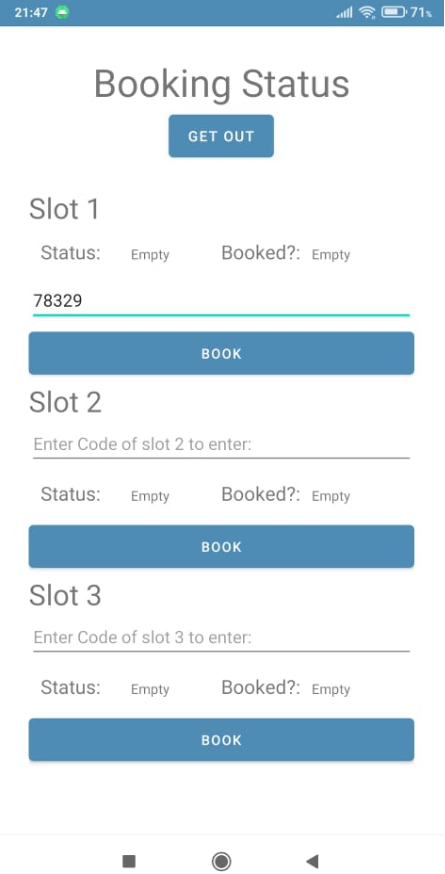 21:47 71%
Booking Status
GET OUT
Slot 1
Status: Empty Booked?: Empty
78329
BOOK
Slot 2
Enter Code of slot 2 to enter:
Status: Empty Booked?: Empty
BOOK
Slot 3
Enter Code of slot 3 to enter:
Status: Empty Booked?: Empty
BOOK